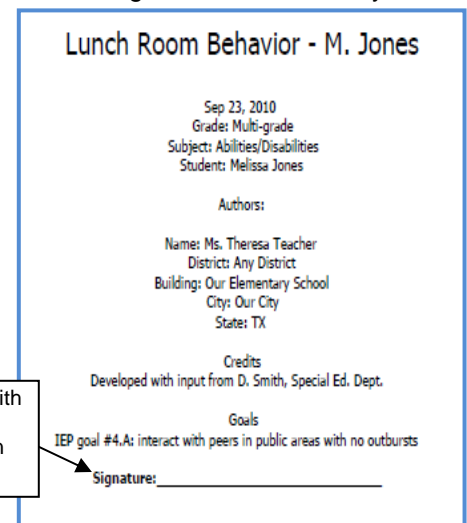 Lunch Room Behavior - M. Jones
Sep 23, 2010
Grade: Multi-grade
Subject: Abilities/Disabilities
Student: Melissa Jones
Authors:
Name: Ms. Theresa Teacher
District: Any District
Building: Our Elementary School
City: Our City
State: TX
Credits
Developed with input from D. Smith, Special Ed. Dept.
Goals
IEP goal #4.A: interact with peers in public areas with no outbursts
Signature: